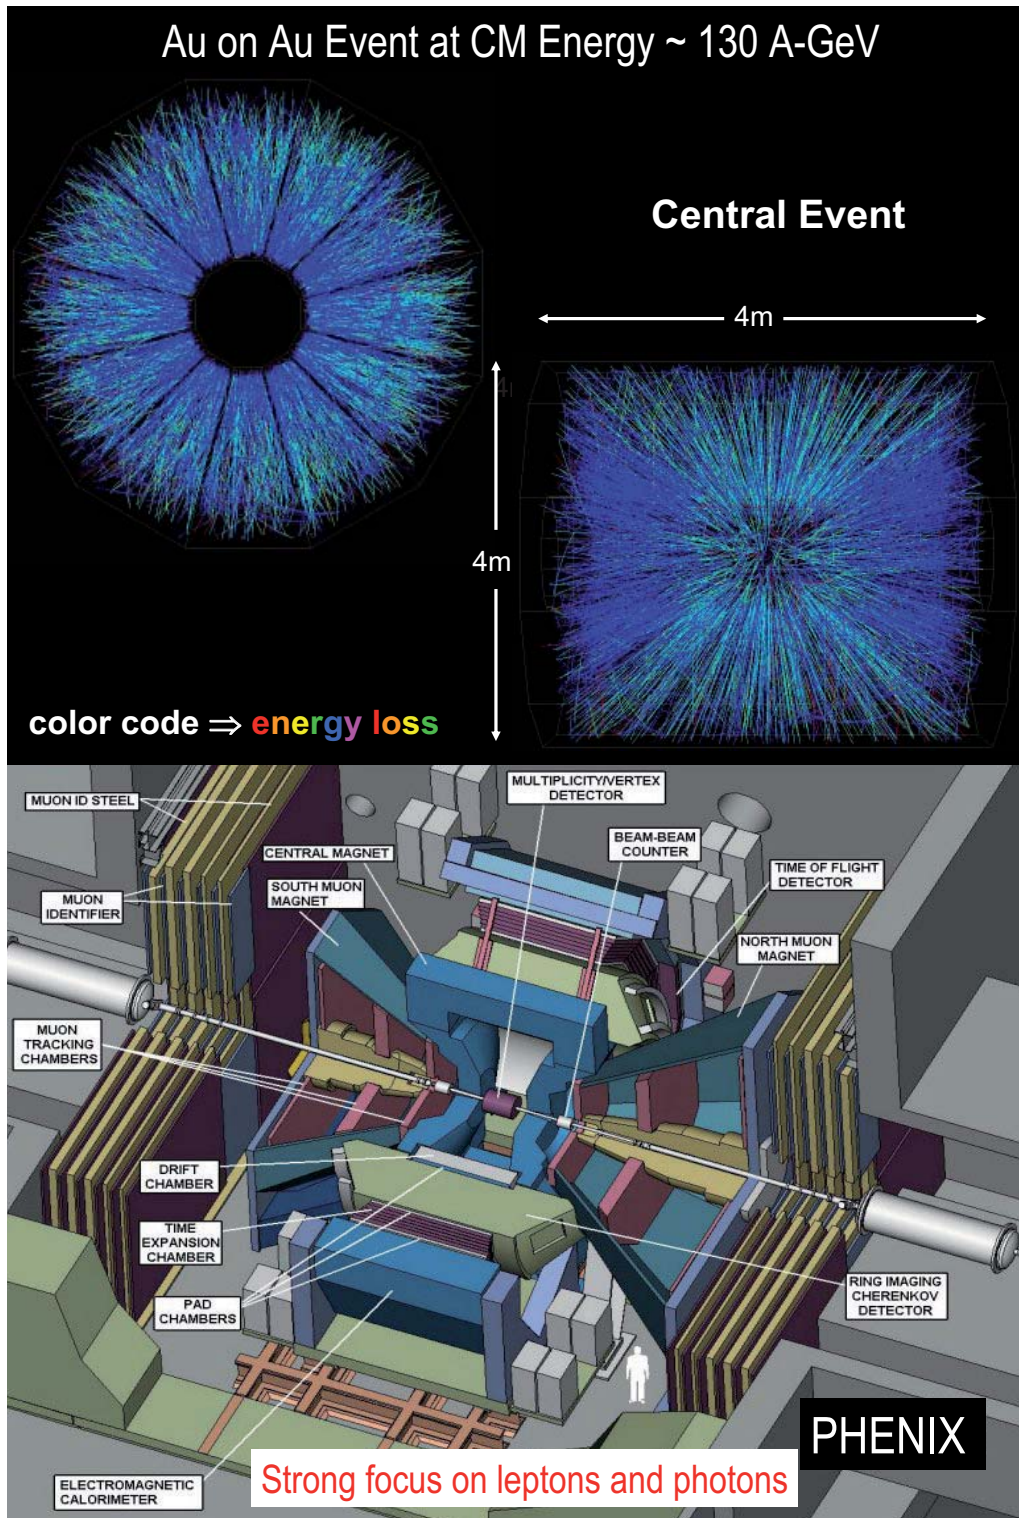 Au on Au Event at CM Energy ~ 130 A-GeV
Central Event
4m
4m
color code ⇒ energy loss
MULTIPLICITY/VERTEX
DETECTOR
MUON ID STEEL
BEAM-BEAM
COUNTER
CENTRAL MAGNET
TIME OF FLIGHT
DETECTOR
SOUTH MUON
MAGNET
MUON
IDENTIFIER
NORTH MUON
MAGNET
MUON
TRACKING
CHAMBERS
DRIFT
CHAMBER
TIME
EXPANSION
CHAMBER
RING IMAGING
CHERENKOV
DETECTOR
PAD
CHAMBERS
PHENIX
ELECTROMAGNETIC
CALORIMETER
Strong focus on leptons and photons